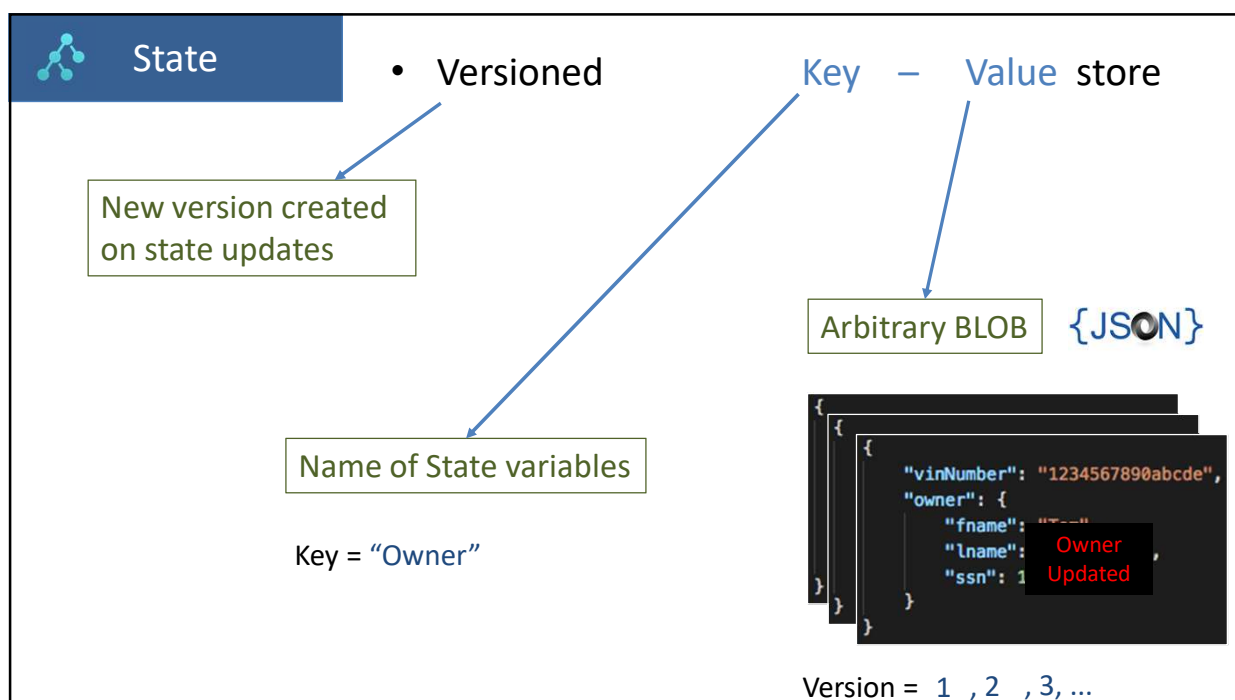 State
• Versioned Key – Value store
New version created
on state updates
Arbitrary BLOB {JSON}
Name of State variables
Key = “Owner”
{
{
{
"vinNumber": "1234567890abcde",
"owner": {
"fname":
"lname": ,
"ssn": 1
Owner
Updated
}
}
}
}
Version = 1 , 2 , 3, ...